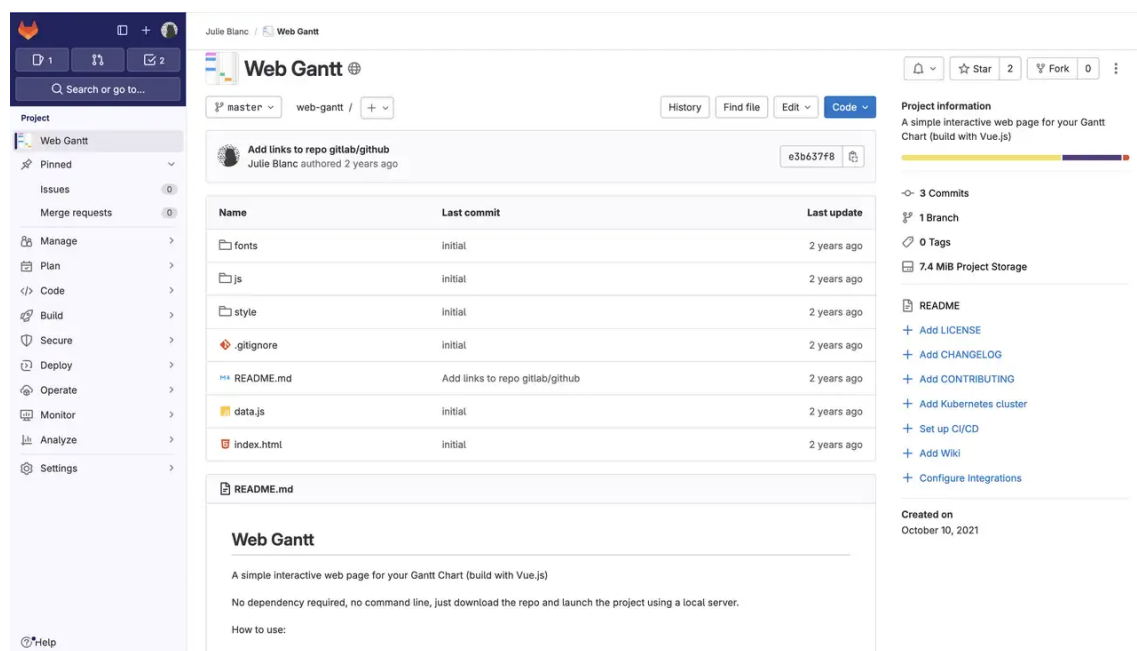 Julie Blanc / Web Gantt
1 2
Search or go to...
Project
Web Gantt
Pinned
Issues 0
Merge requests 0
Manage
Plan
Code
Build
Secure
Deploy
Operate
Monitor
Analyze
Settings
Help
Web Gantt
Star 2 Fork 0
master web-gantt / +
History Find file Edit Code
Add links to repo gitlab/github
Julie Blanc authored 2 years ago
e3b637f8
Name Last commit Last update
fonts initial 2 years ago
js initial 2 years ago
style initial 2 years ago
.gitignore initial 2 years ago
README.md Add links to repo gitlab/github 2 years ago
data.js initial 2 years ago
index.html initial 2 years ago
README.md
Web Gantt
A simple interactive web page for your Gantt Chart (build with Vue.js)
No dependency required, no command line, just download the repo and launch the project using a local server.
How to use:
Project information
A simple interactive web page for your Gantt
Chart (build with Vue.js)
3 Commits
1 Branch
0 Tags
7.4 MiB Project Storage
README
Add LICENSE
Add CHANGELOG
Add CONTRIBUTING
Add Kubernetes cluster
Set up CI/CD
Add Wiki
Configure Integrations
Created on
October 10, 2021